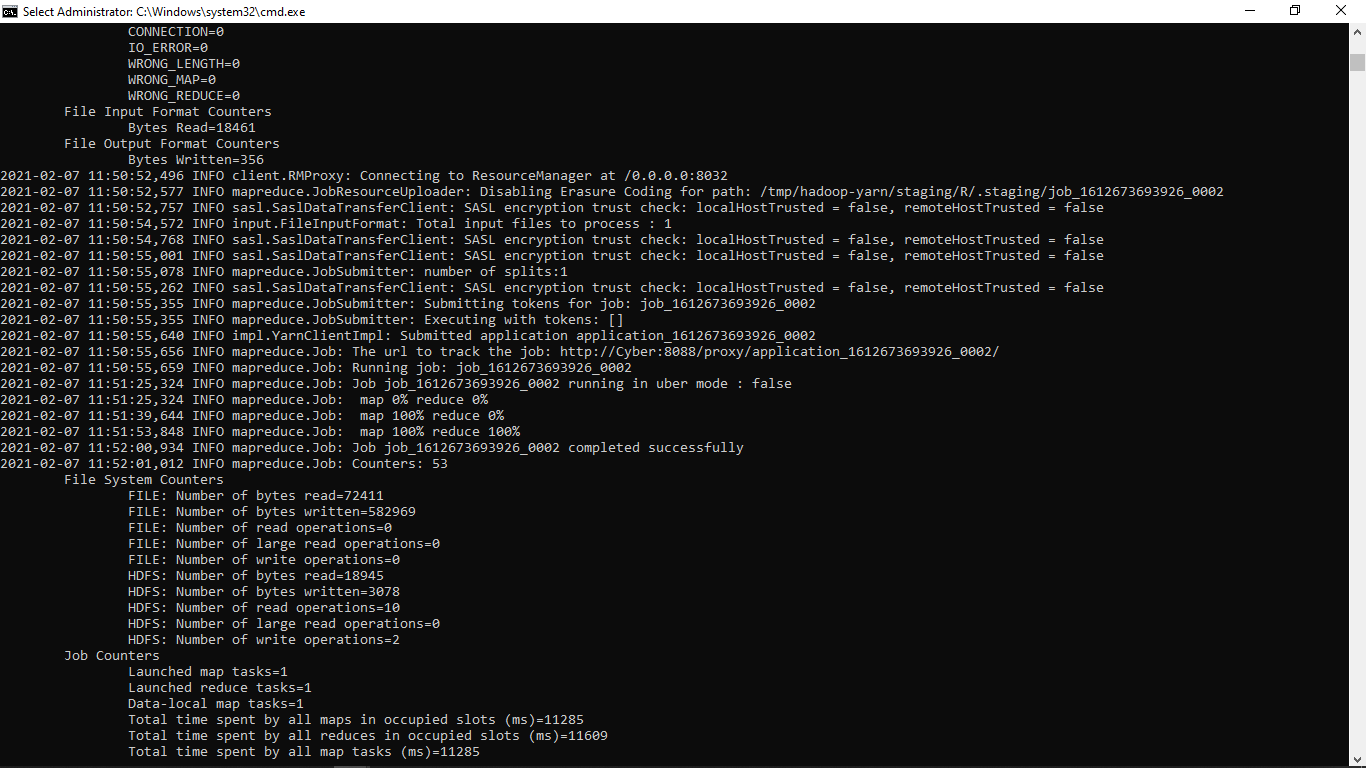 Select Administrator: C:\Windows\system32\cmd.exe
CONNECTION=0
IO_ERROR=0
WRONG_LENGTH=0
WRONG_MAP=0
WRONG_REDUCE=0
File Input Format Counters
Bytes Read=18461
File Output Format Counters
Bytes Written=356
2021-02-07 11:50:52,496 INFO client.RMProxy: Connecting to ResourceManager at /0.0.0.0:8032
2021-02-07 11:50:52,577 INFO mapreduce.JobResourceUploader: Disabling Erasure Coding for path: /tmp/hadoop-yarn/staging/R/.staging/job_1612673693926_0002
2021-02-07 11:50:52,757 INFO sasl.SaslDataTransferClient: SASL encryption trust check: localHostTrusted = false, remoteHostTrusted = false
2021-02-07 11:50:54,572 INFO input.FileInputFormat: Total input files to process : 1
2021-02-07 11:50:54,768 INFO sasl.SaslDataTransferClient: SASL encryption trust check: localHostTrusted = false, remoteHostTrusted = false
2021-02-07 11:50:55,001 INFO sasl.SaslDataTransferClient: SASL encryption trust check: localHostTrusted = false, remoteHostTrusted = false
2021-02-07 11:50:55,078 INFO mapreduce.JobSubmitter: number of splits:1
2021-02-07 11:50:55,262 INFO sasl.SaslDataTransferClient: SASL encryption trust check: localHostTrusted = false, remoteHostTrusted = false
2021-02-07 11:50:55,355 INFO mapreduce.JobSubmitter: Submitting tokens for job: job_1612673693926_0002
2021-02-07 11:50:55,355 INFO mapreduce.JobSubmitter: Executing with tokens: []
2021-02-07 11:50:55,640 INFO impl.YarnClientImpl: Submitted application application_1612673693926_0002
2021-02-07 11:50:55,656 INFO mapreduce.Job: The url to track the job: http://Cyber:8088/proxy/application_1612673693926_0002/
2021-02-07 11:50:55,659 INFO mapreduce.Job: Running job: job_1612673693926_0002
2021-02-07 11:51:25,324 INFO mapreduce.Job: Job job_1612673693926_0002 running in uber mode : false
2021-02-07 11:51:25,324 INFO mapreduce.Job:  map 0% reduce 0%
2021-02-07 11:51:39,644 INFO mapreduce.Job:  map 100% reduce 0%
2021-02-07 11:51:53,848 INFO mapreduce.Job:  map 100% reduce 100%
2021-02-07 11:52:00,934 INFO mapreduce.Job: Job job_1612673693926_0002 completed successfully
2021-02-07 11:52:01,012 INFO mapreduce.Job: Counters: 53
File System Counters
FILE: Number of bytes read=72411
FILE: Number of bytes written=582969
FILE: Number of read operations=0
FILE: Number of large read operations=0
FILE: Number of write operations=0
HDFS: Number of bytes read=18945
HDFS: Number of bytes written=3078
HDFS: Number of read operations=10
HDFS: Number of large read operations=0
HDFS: Number of write operations=2
Job Counters
Launched map tasks=1
Launched reduce tasks=1
Data-local map tasks=1
Total time spent by all maps in occupied slots (ms)=11285
Total time spent by all reduces in occupied slots (ms)=11609
Total time spent by all map tasks (ms)=11285